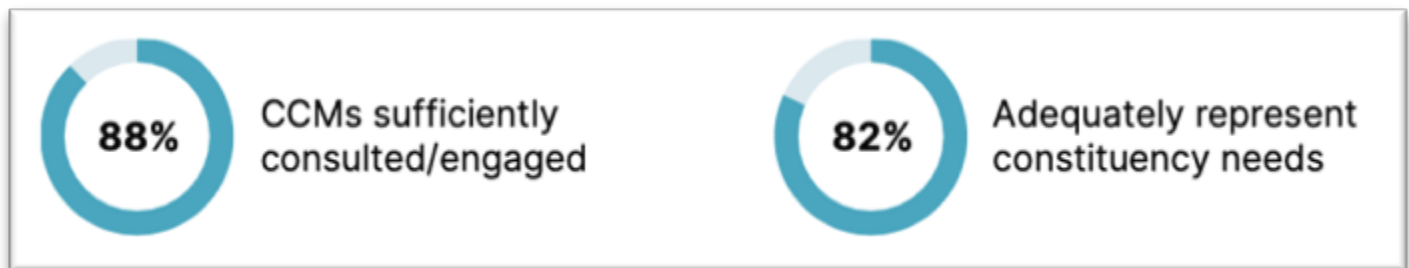 88%
CCMs sufficiently
consulted/engaged
82%
Adequately represent
constituency needs